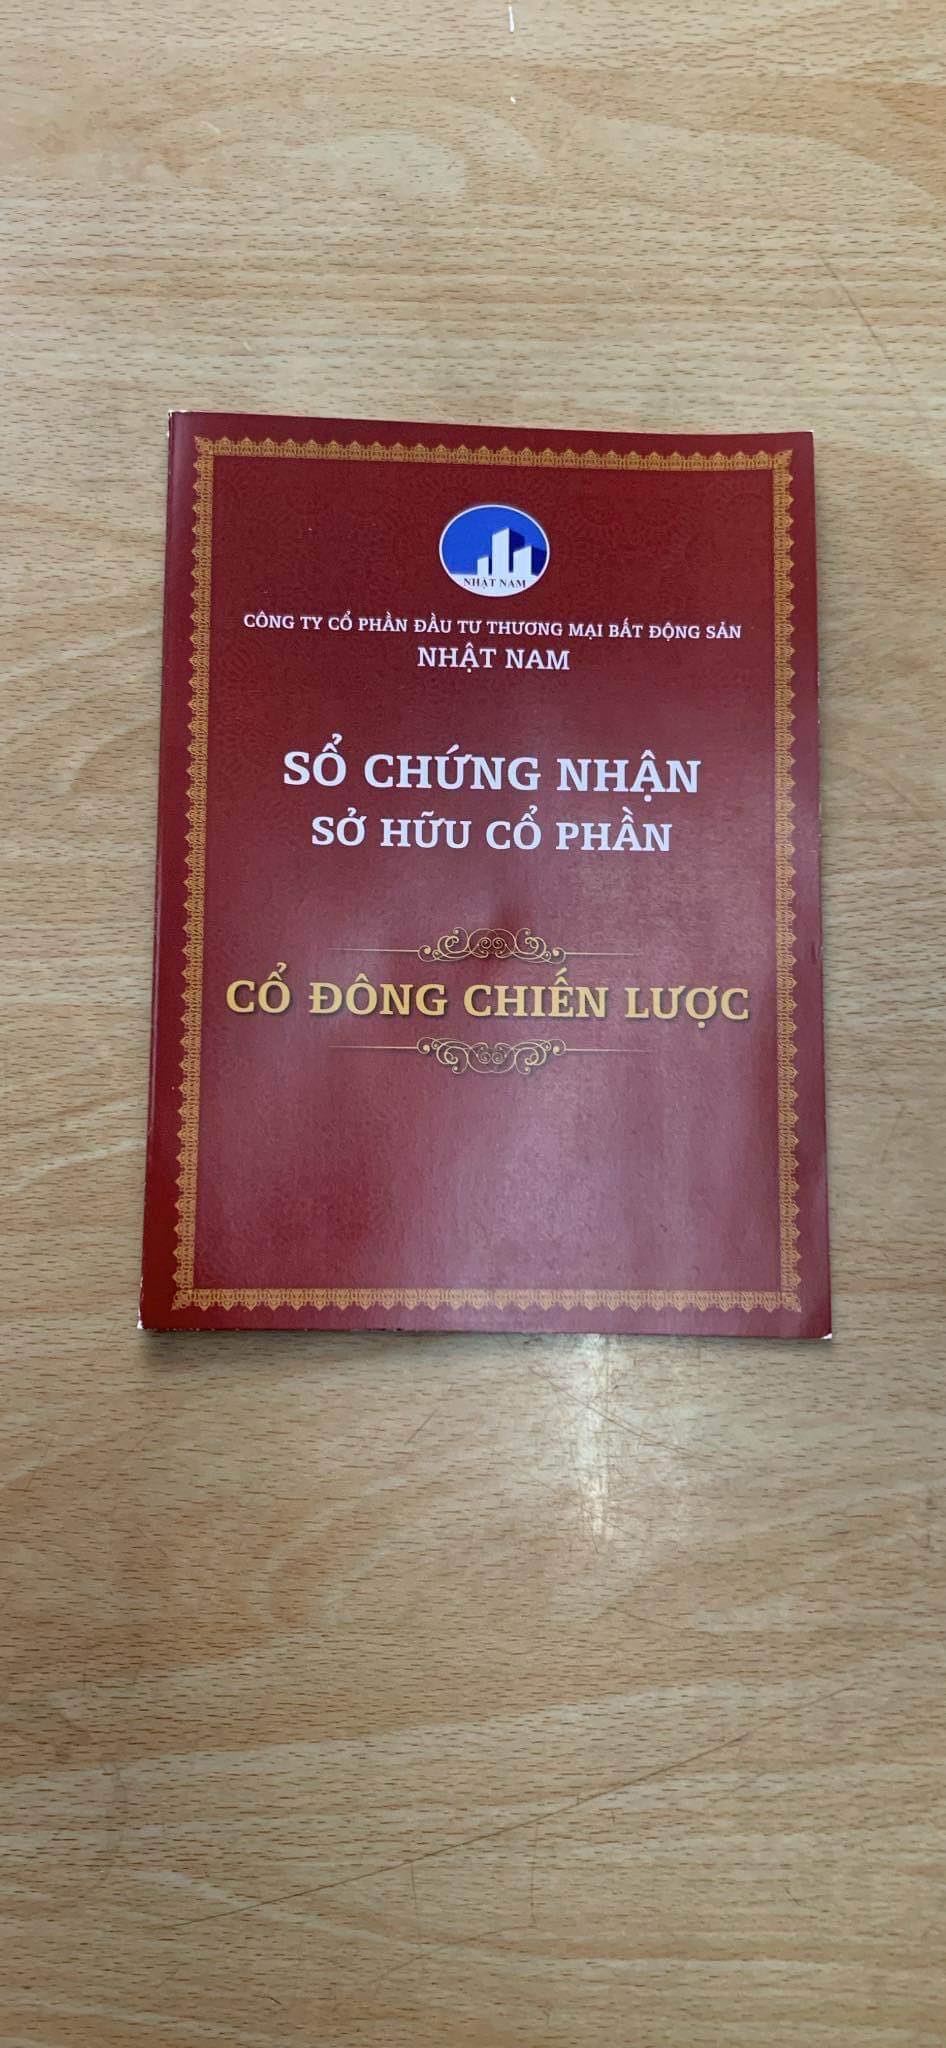 NHẬT NAM
CÔNG TY CỔ PHẦN ĐẦU TƯ THƯƠNG MẠI BẤT ĐỘNG SẢN
NHẬT NAM
SỔ CHỨNG NHẬN
SỞ HỮU CỔ PHẦN
CỔ ĐÔNG CHIẾN LƯỢC